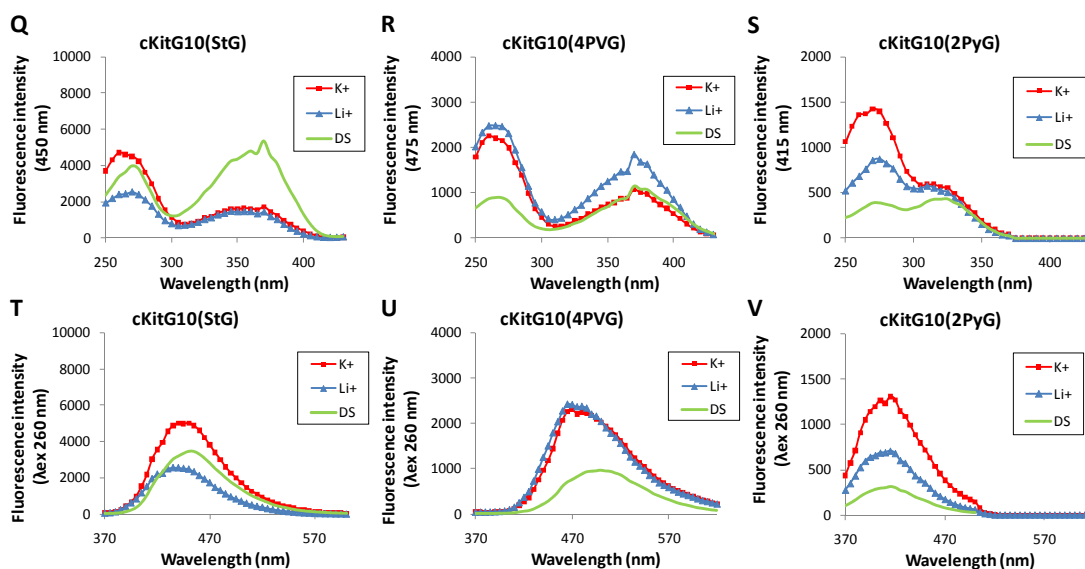 Q
cKitG10(StG)
Fluorescence intensity
(450 nm)
10000
8000
6000
4000
2000
0
250 300 350 400
Wavelength (nm)
K+
Li+
DS
R
cKitG10(4PVG)
Fluorescence intensity
(475 nm)
4000
3000
2000
1000
0
250 300 350 400
Wavelength (nm)
K+
Li+
DS
S
cKitG10(2PyG)
Fluorescence intensity
(415 nm)
2000
1500
1000
500
0
250 300 350 400
Wavelength (nm)
K+
Li+
DS
T
cKitG10(StG)
Fluorescence intensity
(λex 260 nm)
10000
8000
6000
4000
2000
0
370 470 570
Wavelength (nm)
K+
Li+
DS
U
cKitG10(4PVG)
Fluorescence intensity
(λex 260 nm)
4000
3000
2000
1000
0
370 470 570
Wavelength (nm)
K+
Li+
DS
V
cKitG10(2PyG)
Fluorescence intensity
(λex 260 nm)
2000
1500
1000
500
0
370 470 570
Wavelength (nm)
K+
Li+
DS